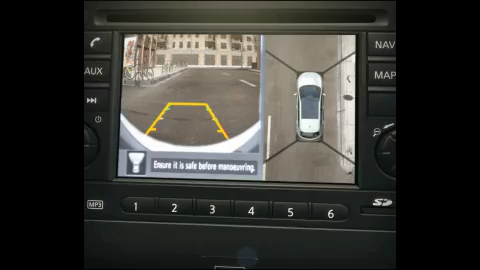 NAV
AUX
MAP
Ensure it is safe before manoeuvring.
MP3
1 2 3 4 5 6
SD